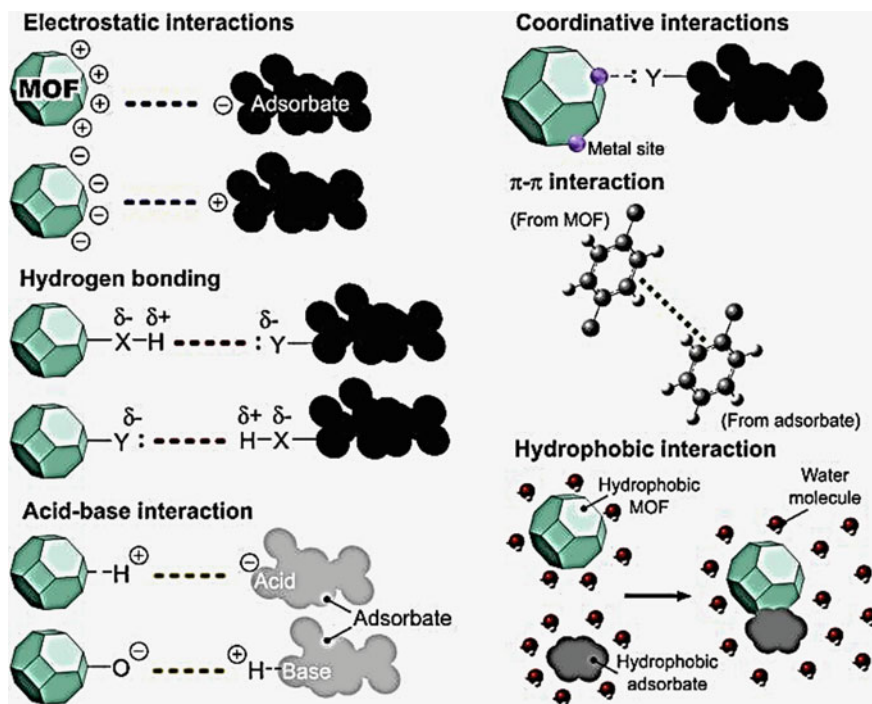 Electrostatic interactions
⊕
MOF
⊕
⊕
⊕
⊖
Adsorbate
⊖
⊖
⊖
⊖
⊕
Hydrogen bonding
δ- δ+ δ-
X-H : Y
δ- δ+ δ-
Y : H-X
Acid-base interaction
H⊕ ⊖
Acid
Adsorbate
O⊖ ⊕
H-Base
Coordinative interactions
: Y
Metal site
π-π interaction
(From MOF)
(From adsorbate)
Hydrophobic interaction
Hydrophobic
MOF
Water
molecule
Hydrophobic
adsorbate